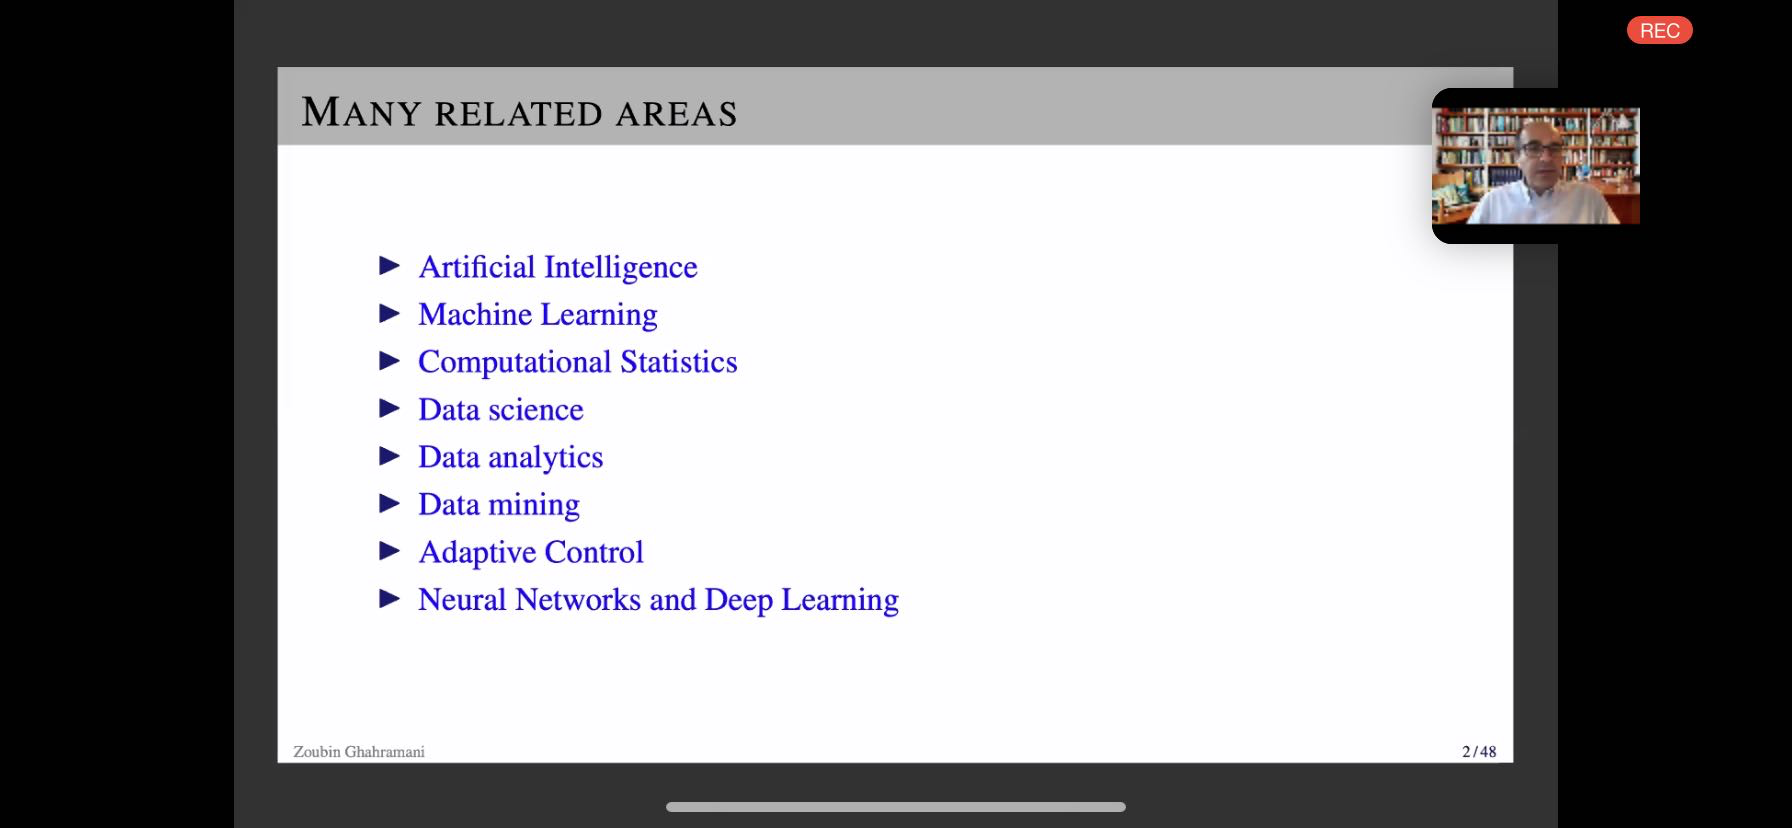 REC
MANY RELATED AREAS
Artificial Intelligence
Machine Learning
Computational Statistics
Data science
Data analytics
Data mining
Adaptive Control
Neural Networks and Deep Learning
Zoubin Ghahramani
2/48